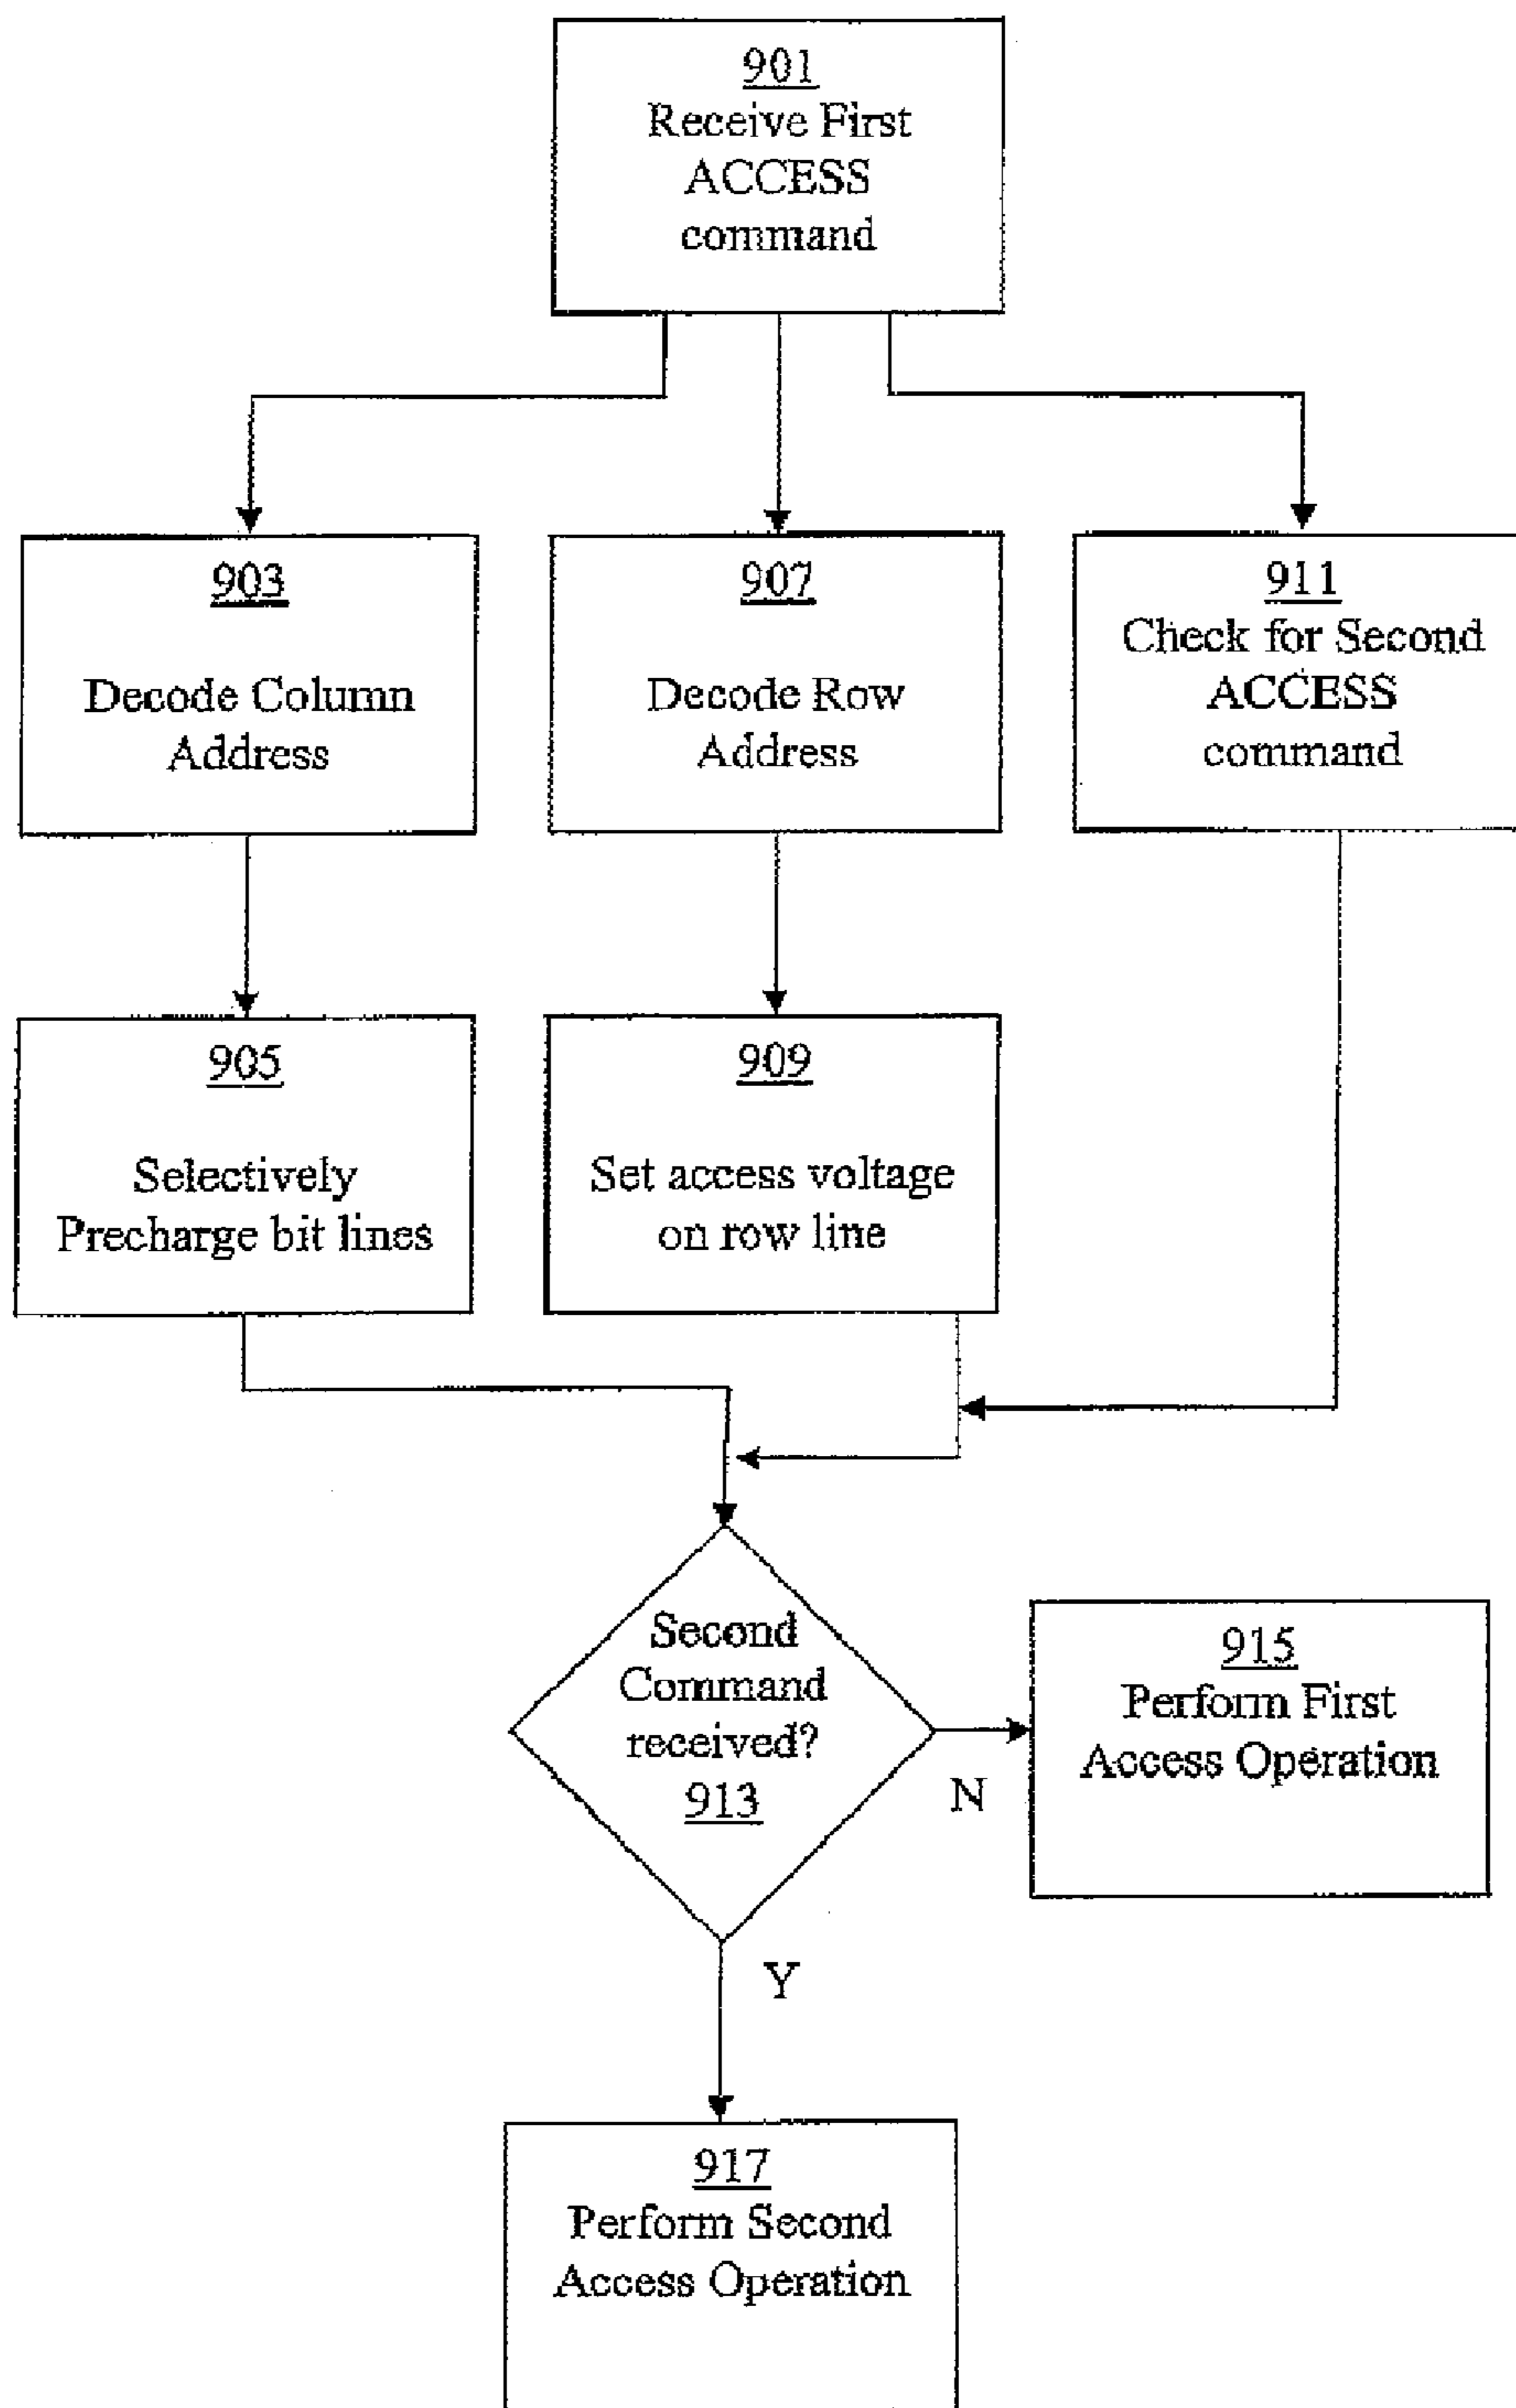 901
Receive First
ACCESS
command
903
Decode Column
Address
907
Decode Row
Address
911
Check for Second
ACCESS
command
905
Selectively
Precharge bit lines
909
Set access voltage
on row line
Second
Command
received?
913
N
Y
915
Perform First
Access Operation
917
Perform Second
Access Operation